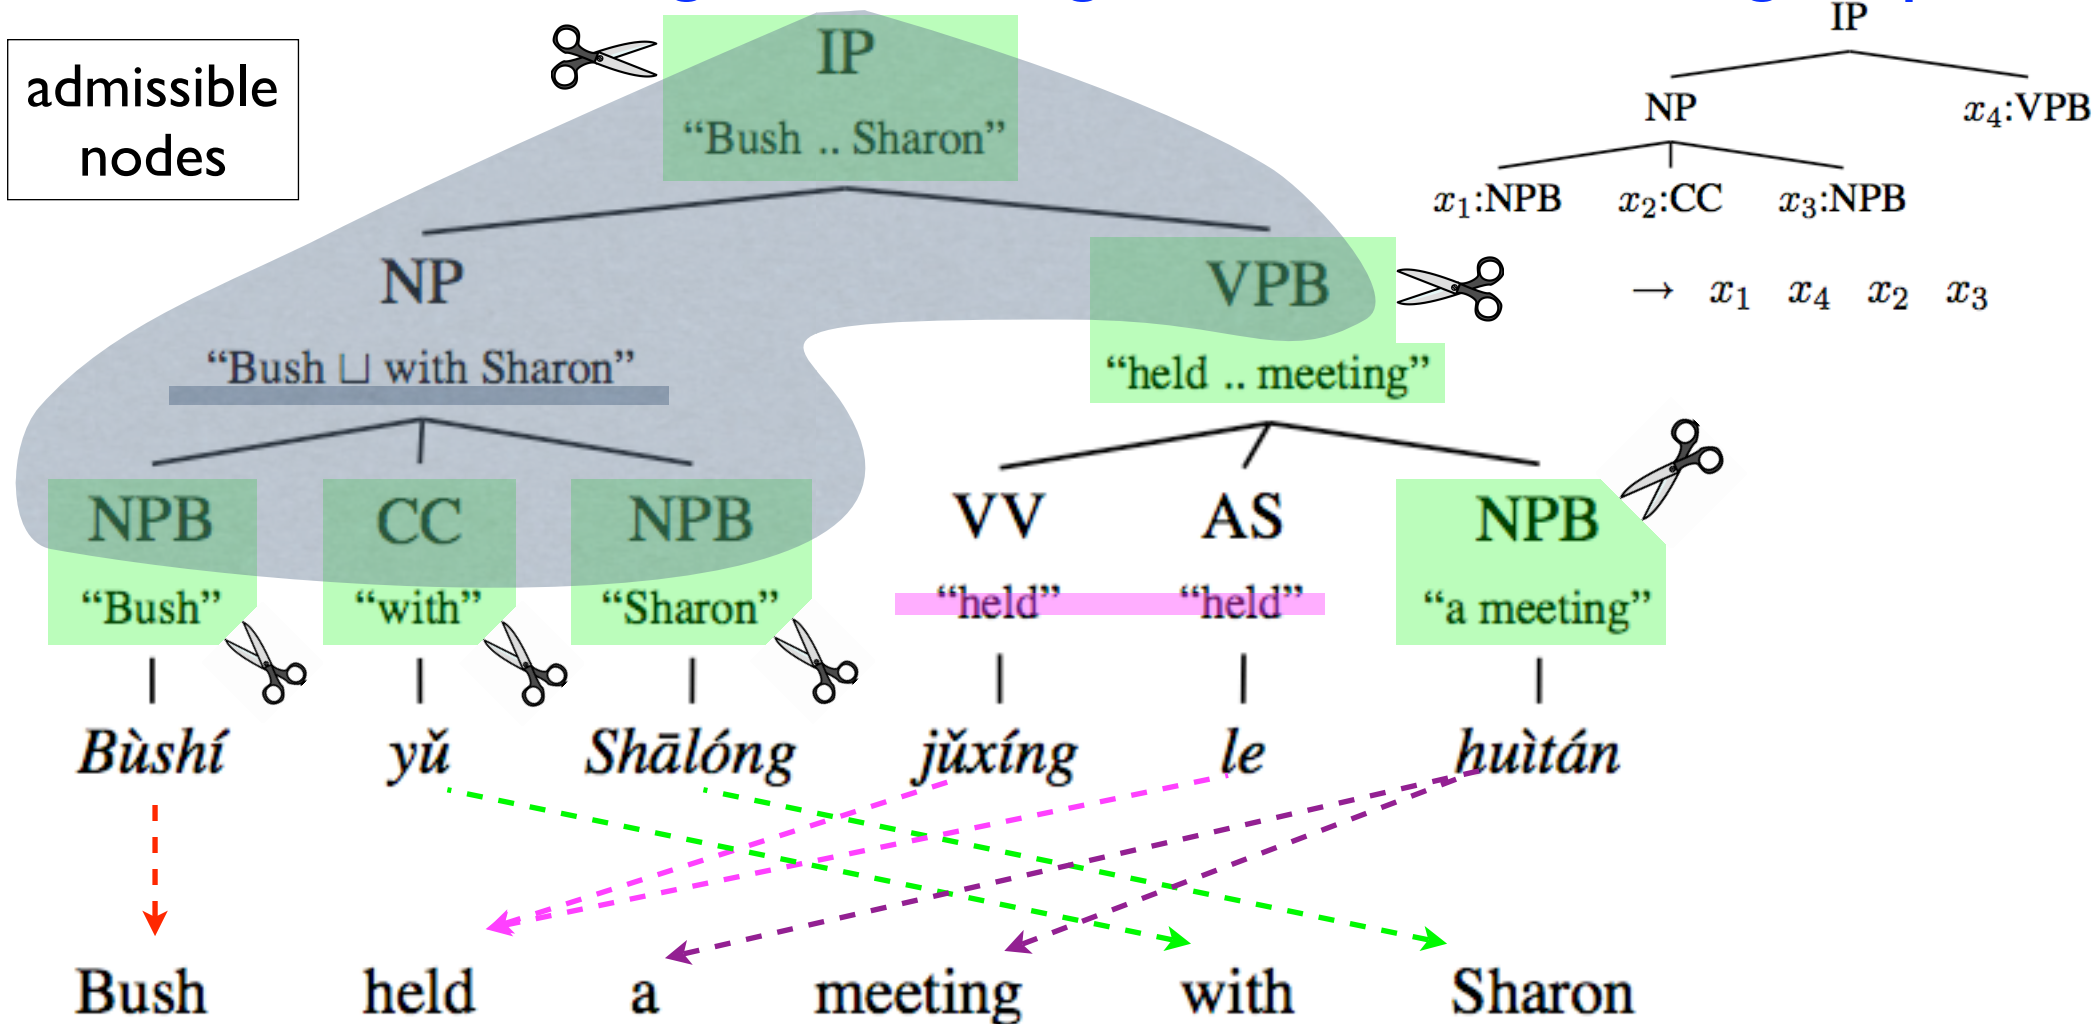 admissible
nodes
IP
“Bush .. Sharon”
NP
VPB
“Bush ⊔ with Sharon”
“held .. meeting”
NPB CC NPB VV AS NPB
“Bush” “with” “Sharon” “held” “held” “a meeting”
Bùshí yǔ Shālóng jǔxíng le huìtán
Bush held a meeting with Sharon
IP
NP x₄:VPB
x₁:NPB x₂:CC x₃:NPB
→ x₁ x₄ x₂ x₃